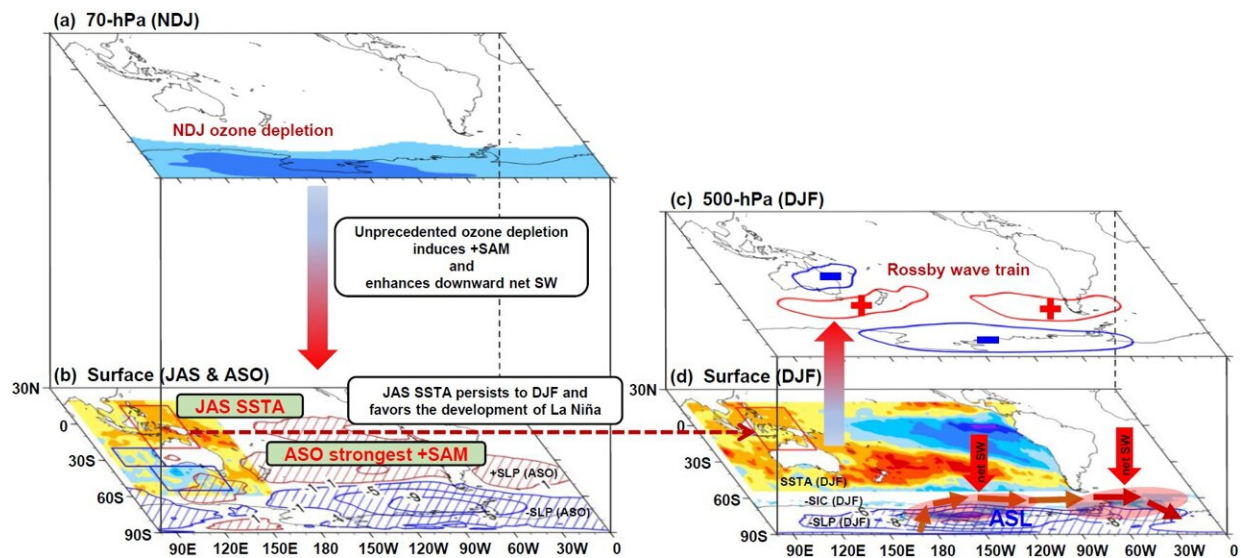 (a) 70-hPa (NDJ)
NDJ ozone depletion
Unprecedented ozone depletion
induces +SAM
and
enhances downward net SW
(b) Surface (JAS & ASO)
JAS SSTA
JAS SSTA persists to DJF and
favors the development of La Niña
ASO strongest +SAM
+SLP (ASO)
-SLP (ASO)
30N
0
30S
60S
90S
90E 120E 150E 180 150W 120W 90W 60W 30W 0
(c) 500-hPa (DJF)
Rossby wave train
(d) Surface (DJF)
net SW
net SW
SSTA (DJF)
-SIC (DJF)
-SLP (DJF)
ASL
30N
0
30S
60S
90S
90E 120E 150E 180 150W 120W 90W 60W 30W 0